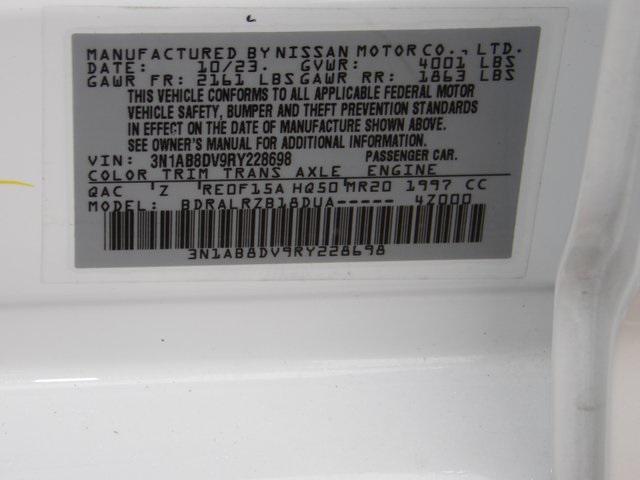 MANUFACTURED BY NISSAN MOTOR CO., LTD.
DATE: 10/23. GVWR: 4001 LBS
GAWR FR: 2161 LBS GAWR RR: 1863 LBS
THIS VEHICLE CONFORMS TO ALL APPLICABLE FEDERAL MOTOR
VEHICLE SAFETY, BUMPER AND THEFT PREVENTION STANDARDS
IN EFFECT ON THE DATE OF MANUFACTURE SHOWN ABOVE.
SEE OWNER'S MANUAL FOR ADDITIONAL INFORMATION.
VIN: 3N1AB8DV9RY228698 PASSENGER CAR.
COLOR TRIM TRANS AXLE ENGINE
QAC 'Z RE0F15A HQ50 MR20 1997 CC
MODEL: BDRALRZB18DUA----- 4Z000
3N1AB8DV9RY228698